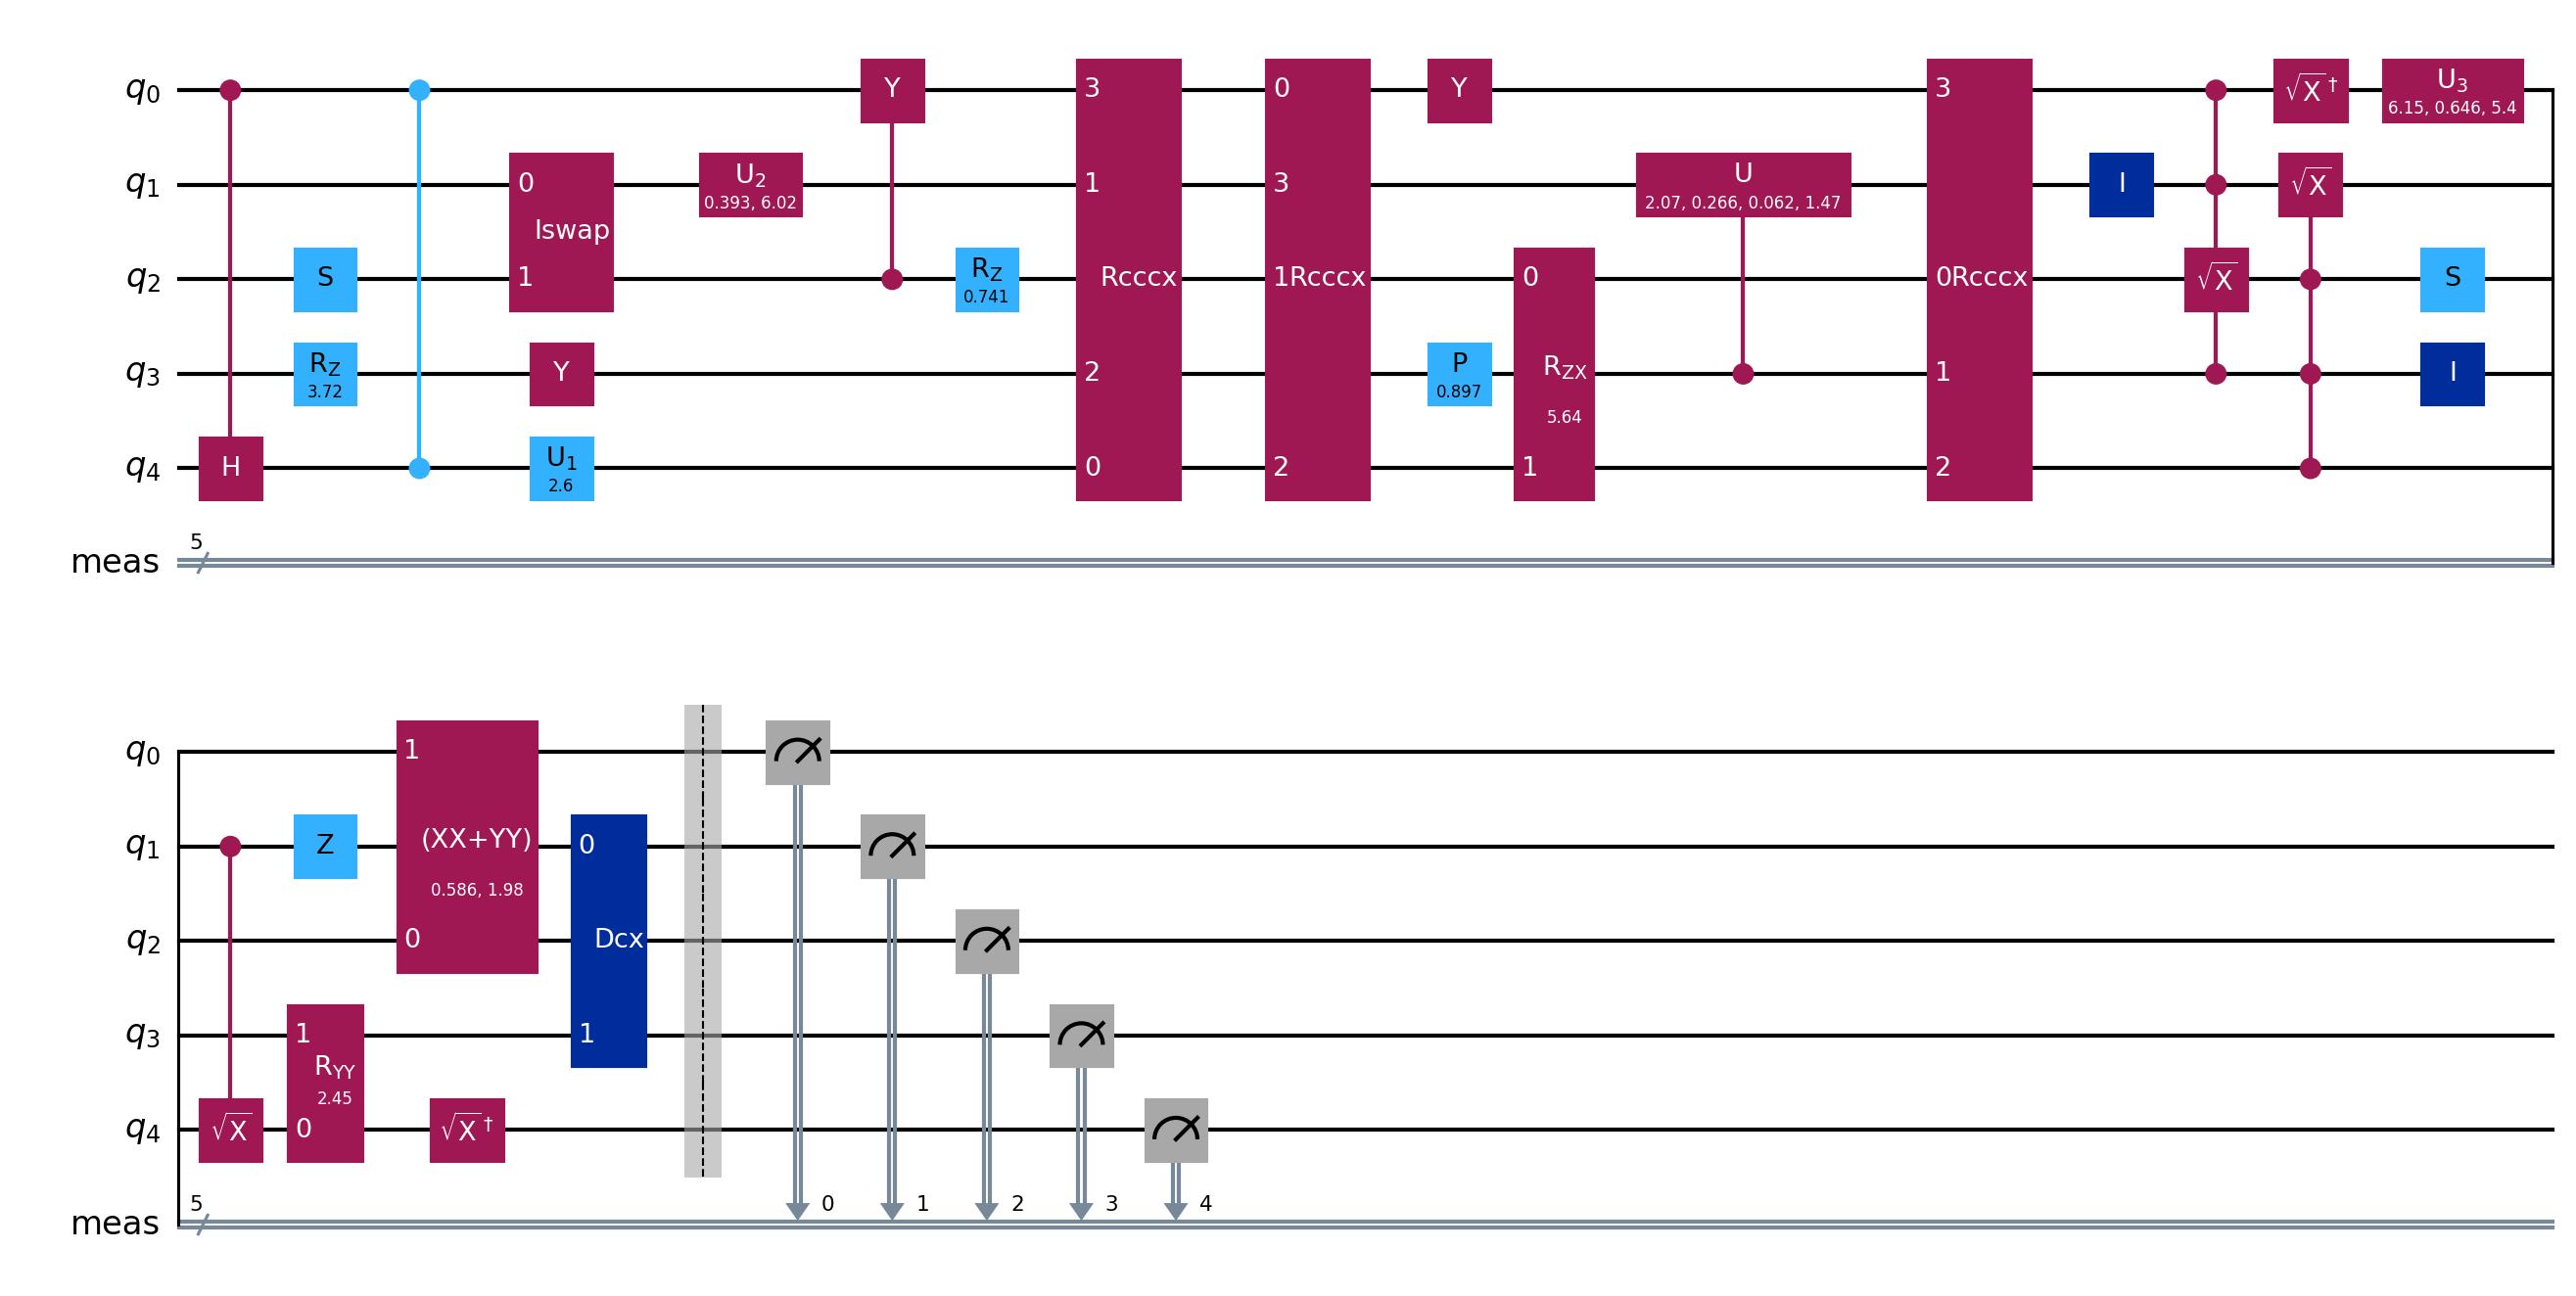 q0 3 0 3 √X † U3
Y Y 6.15, 0.646, 5.4
q1 0 U2 1 3 U I √X
0.393, 6.02 2.07, 0.266, 0.062, 1.47
Iswap
q2 S 1 RZ Rcccx 1Rcccx 0 0Rcccx √X S
0.741
q3 RZ Y 2 P RZX 1 I
3.72 0.897 5.64
q4 H U1 0 2 1 2
2.6
5
meas
q0 1
q1 Z (XX+YY) 0
0.586, 1.98
q2 0 Dcx
q3 1 1
RYY
2.45
q4 √X 0 √X †
5 0 1 2 3 4
meas